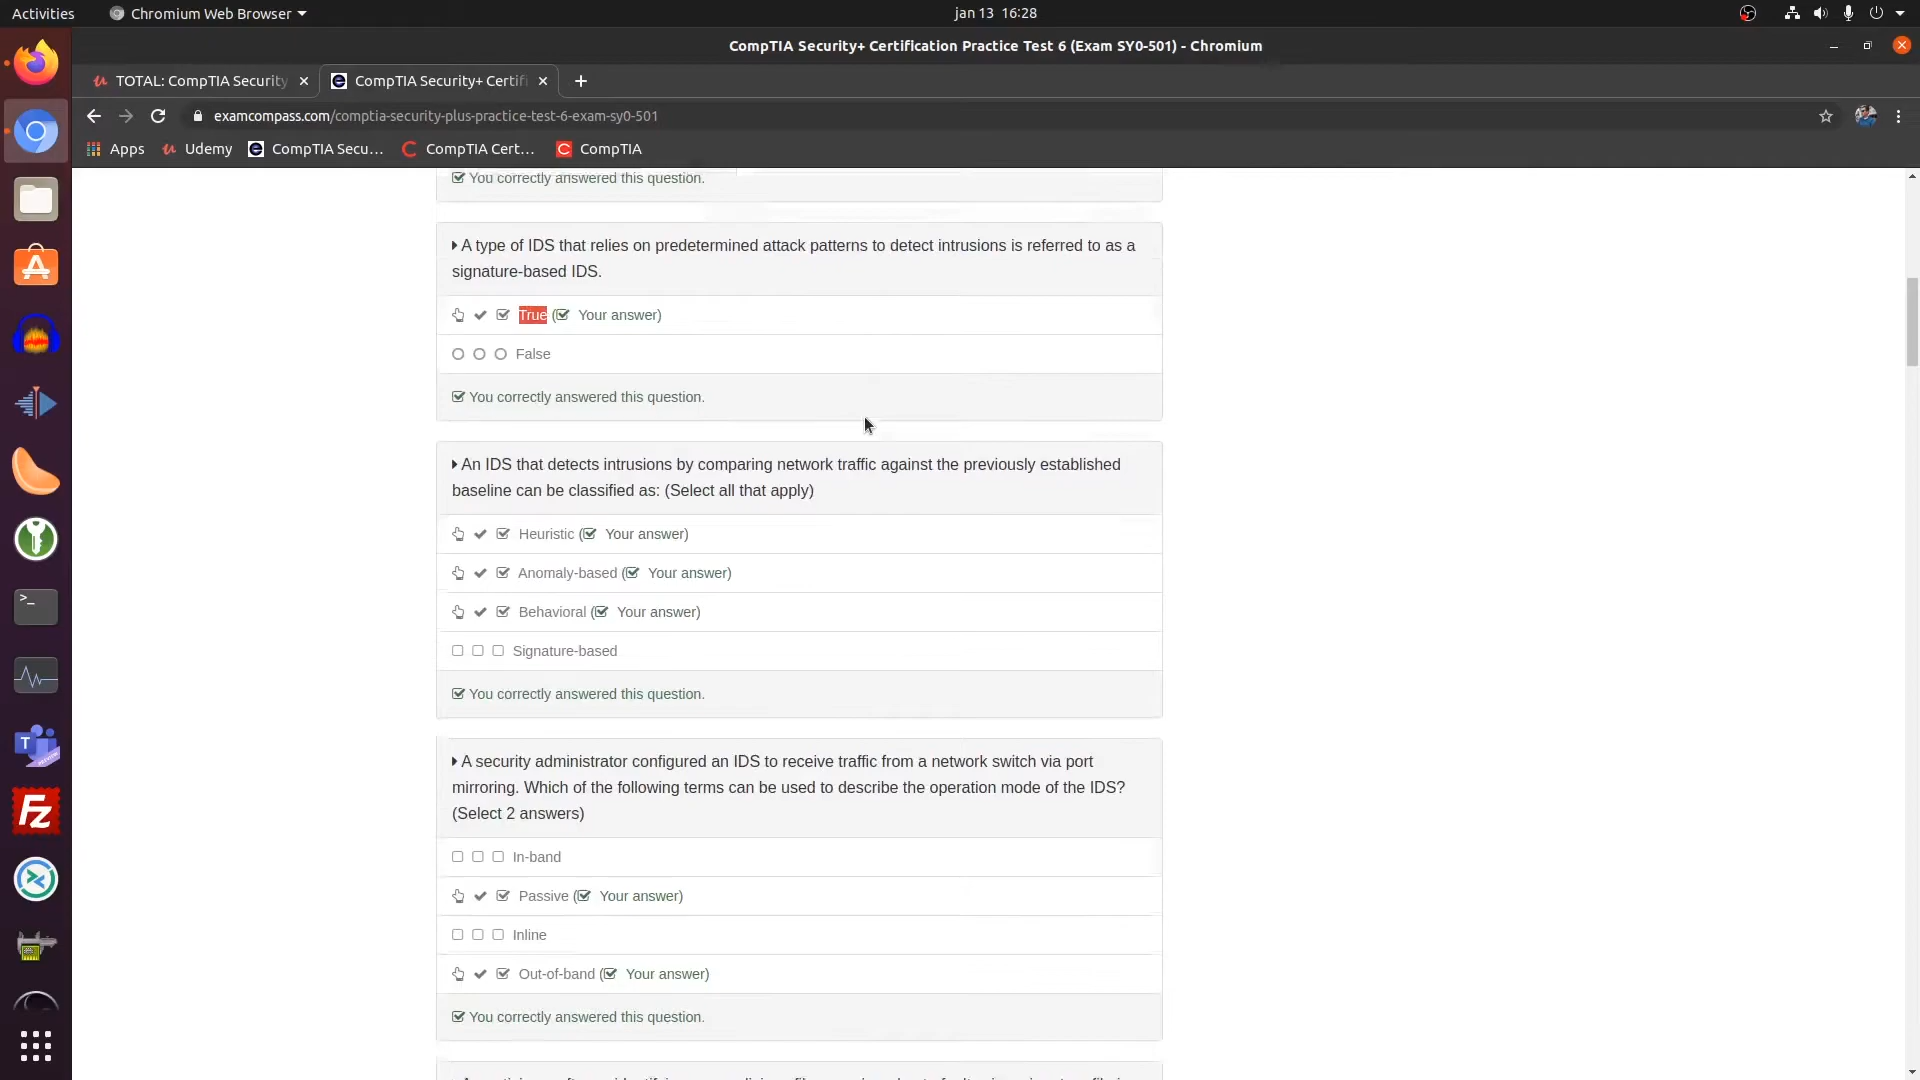 Activities
Chromium Web Browser
jan 13 16:28
CompTIA Security+ Certification Practice Test 6 (Exam SY0-501) - Chromium
TOTAL: CompTIA Security
CompTIA Security+ Certifi
examcompass.com/comptia-security-plus-practice-test-6-exam-sy0-501
Apps
Udemy
CompTIA Secu...
CompTIA Cert...
CompTIA
You correctly answered this question.
A type of IDS that relies on predetermined attack patterns to detect intrusions is referred to as a
signature-based IDS.
True ( Your answer)
False
You correctly answered this question.
An IDS that detects intrusions by comparing network traffic against the previously established
baseline can be classified as: (Select all that apply)
Heuristic ( Your answer)
Anomaly-based ( Your answer)
Behavioral ( Your answer)
Signature-based
You correctly answered this question.
A security administrator configured an IDS to receive traffic from a network switch via port
mirroring. Which of the following terms can be used to describe the operation mode of the IDS?
(Select 2 answers)
In-band
Passive ( Your answer)
Inline
Out-of-band ( Your answer)
You correctly answered this question.